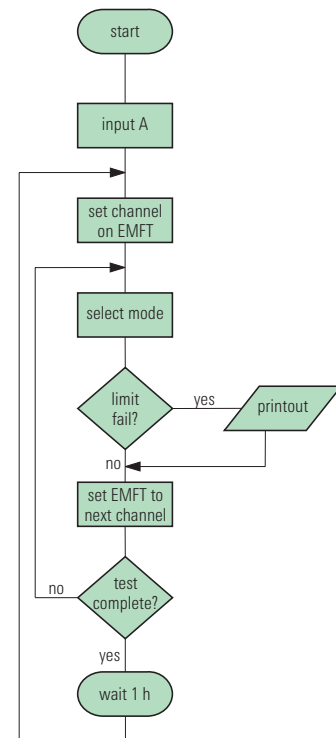 start
input A
set channel
on EMFT
select mode
limit
fail?
yes
printout
no
set EMFT to
next channel
test
complete?
no
yes
wait 1 h